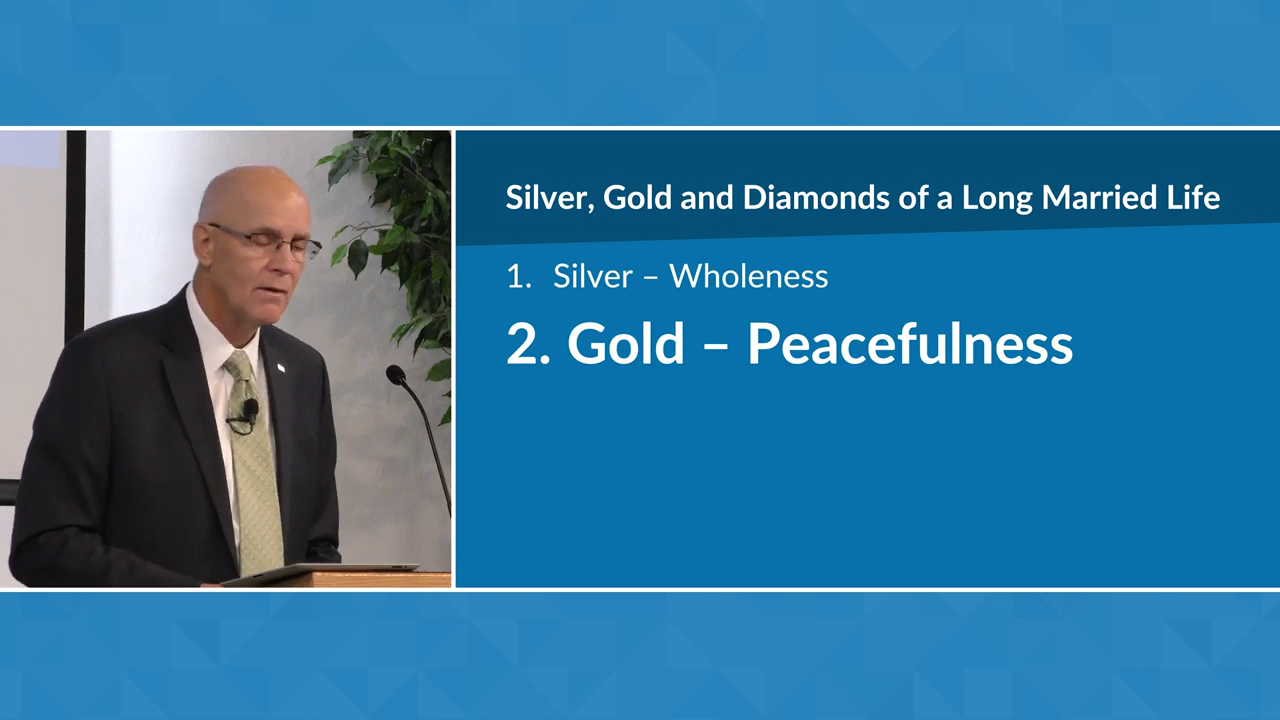 Silver, Gold and Diamonds of a Long Married Life
1. Silver – Wholeness
2. Gold – Peacefulness